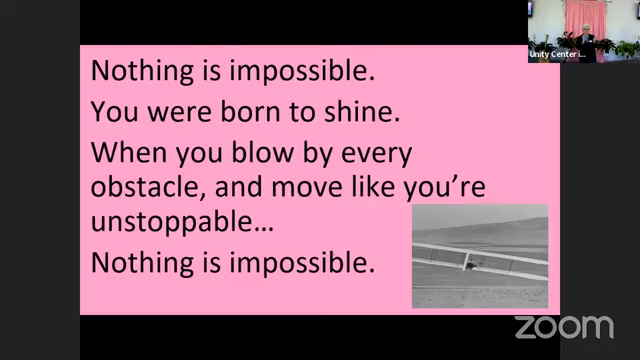 Unity Center i...
Nothing is impossible.
You were born to shine.
When you blow by every
obstacle, and move like you're
unstoppable...
Nothing is impossible.
zoom